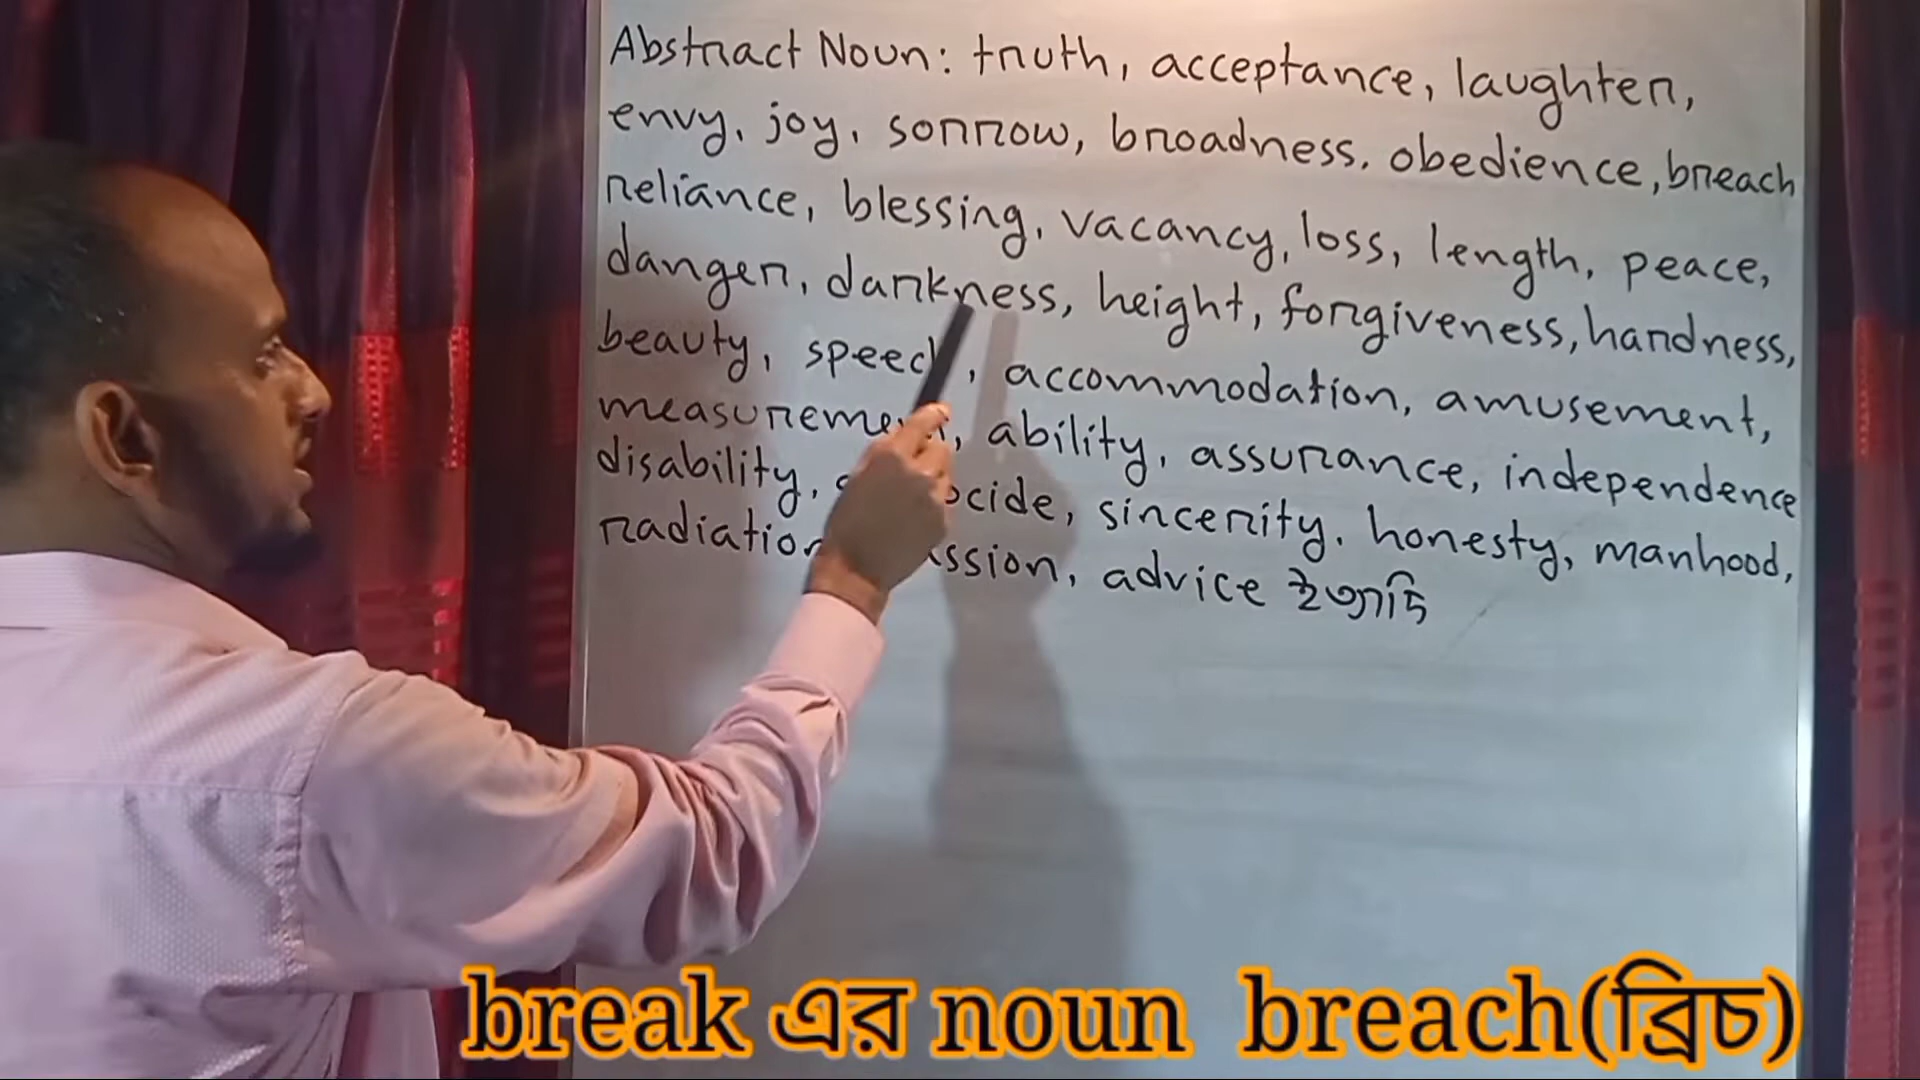 Abstract Noun: truth, acceptance, laughter,
envy, joy, sorrow, broadness, obedience, breach
reliance, blessing, vacancy, loss, length, peace,
danger, darkness, height, forgiveness, hardness,
beauty, speech, accommodation, amusement,
measurement, ability, assurance, independence
disability, sincerity, honesty, manhood,
radiation advice ইত্যাদি
break এর noun breach(ব্রিচ)